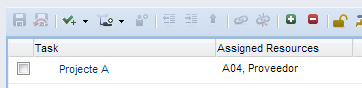 Task Assigned Resources
Projecte A A04, Proveedor